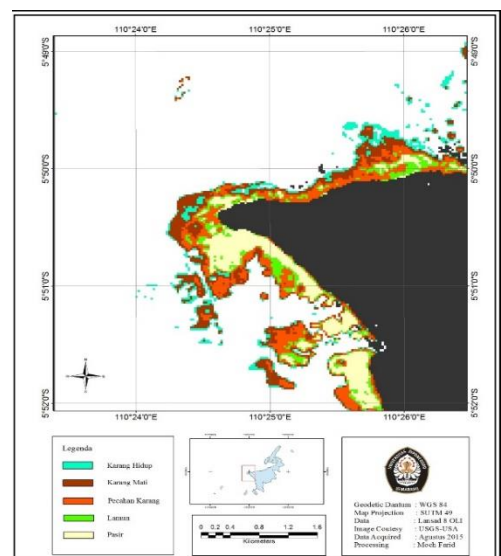 110°24'0"E 110°25'0"E 110°26'0"E
5°49'0"S 5°49'0"S
5°50'0"S 5°50'0"S
5°51'0"S 5°51'0"S
5°52'0"S 5°52'0"S
110°24'0"E 110°25'0"E 110°26'0"E
Legenda
Karang Hidup
Karang Mati
Pecahan Karang
Lamun
Pasir
0 0.2 0.4 0.8 1.2 1.6
Kilometers
Geodetic Dantum : WGS 84
Map Projection : SUTM 49
Data : Lansad 8 OLI
Image Coutesy : USGS-USA
Data Acquired : Agustus 2015
Processing : Moch Farid